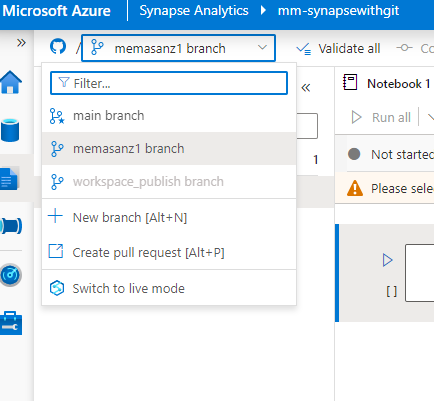 Microsoft Azure Synapse Analytics mm-synapsewithgit
/ memasanz1 branch Validate all Co
Filter...
main branch
memasanz1 branch
workspace_publish branch
New branch [Alt+N]
Create pull request [Alt+P]
Switch to live mode
1
Notebook 1
Run all
Not started
Please sele
[ ]